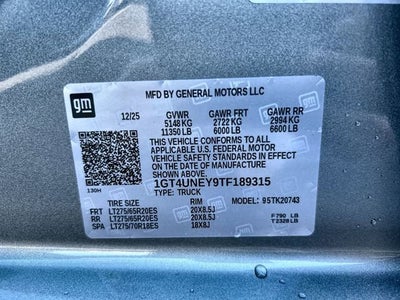 gm
MFD BY GENERAL MOTORS LLC
12/25 GVWR GAWR FRT GAWR RR
5148 KG 2722 KG 2994 KG
11350 LB 6000 LB 6600 LB
THIS VEHICLE CONFORMS TO ALL
APPLICABLE U.S. FEDERAL MOTOR
VEHICLE SAFETY STANDARDS IN
EFFECT ON THE DATE OF MANUFACTURE
SHOWN ABOVE.
1GT4UNEY9TF189315
130H TYPE: TRUCK
TIRE SIZE RIM MODEL: 95TK20743
FRT LT275/65R20ES 20X8.5J
RR LT275/65R20ES 20X8.5J F790 LB
SPA LT275/70R18ES 18X8J T2328 LB